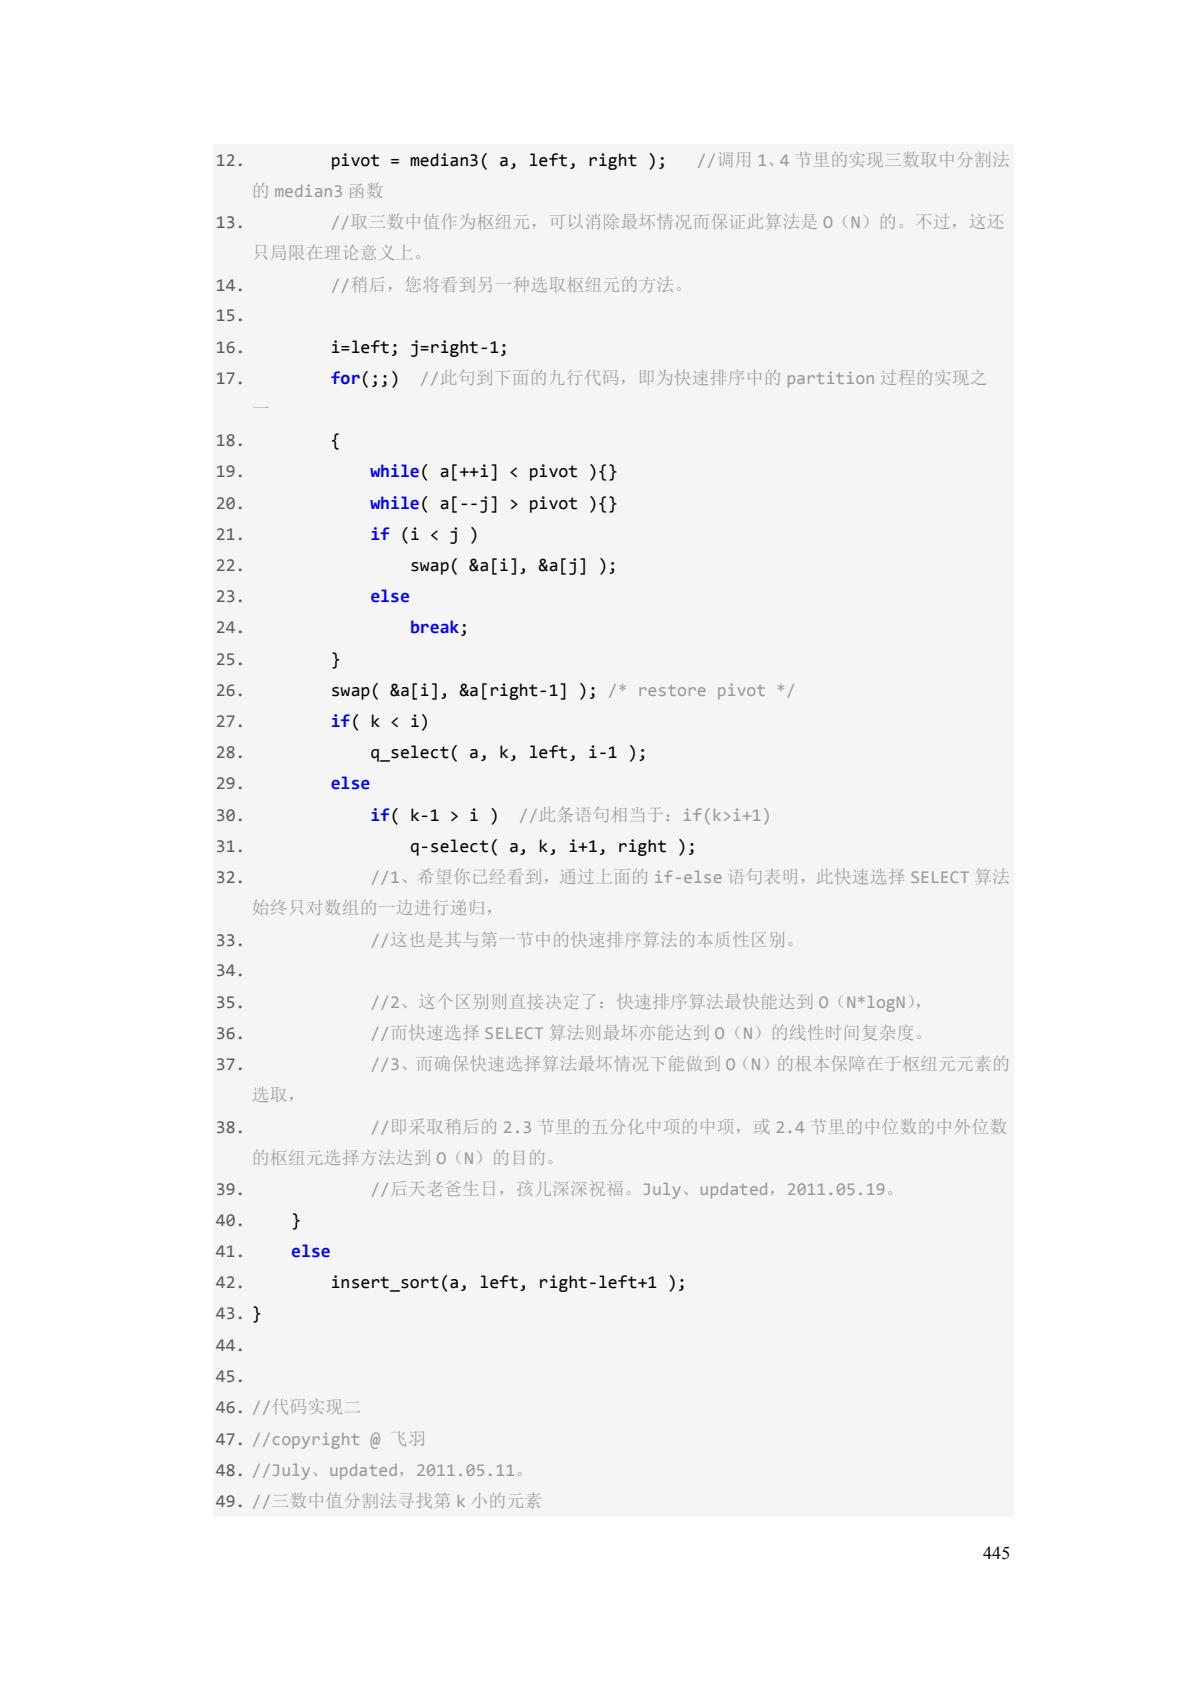 12.         pivot = median3( a, left, right );   //调用 1、4 节里的实现三数取中分割法
的 median3 函数
13.         //取三数中值作为枢纽元，可以消除最坏情况而保证此算法是 O（N）的。不过，这还
只局限在理论意义上。
14.         //稍后，您将看到另一种选取枢纽元的方法。
15.
16.         i=left; j=right-1;
17.         for(;;)  //此句到下面的九行代码，即为快速排序中的 partition 过程的实现之
一
18.         {
19.             while( a[++i] < pivot ){}
20.             while( a[--j] > pivot ){}
21.             if (i < j )
22.                 swap( &a[i], &a[j] );
23.             else
24.                 break;
25.         }
26.         swap( &a[i], &a[right-1] ); /* restore pivot */
27.         if( k < i)
28.             q_select( a, k, left, i-1 );
29.         else
30.             if( k-1 > i )  //此条语句相当于：if(k>i+1)
31.                 q-select( a, k, i+1, right );
32.             //1、希望你已经看到，通过上面的 if-else 语句表明，此快速选择 SELECT 算法
始终只对数组的一边进行递归，
33.             //这也是其与第一节中的快速排序算法的本质性区别。
34.
35.             //2、这个区别则直接决定了：快速排序算法最快能达到 O（N*logN），
36.             //而快速选择 SELECT 算法则最坏亦能达到 O（N）的线性时间复杂度。
37.             //3、而确保快速选择算法最坏情况下能做到 O（N）的根本保障在于枢纽元元素的
选取，
38.             //即采取稍后的 2.3 节里的五分化中项的中项，或 2.4 节里的中位数的中外位数
的枢纽元选择方法达到 O（N）的目的。
39.             //后天老爸生日，孩儿深深祝福。July、updated，2011.05.19。
40.     }
41.     else
42.         insert_sort(a, left, right-left+1 );
43. }
44.
45.
46. //代码实现二
47. //copyright @ 飞羽
48. //July、updated，2011.05.11。
49. //三数中值分割法寻找第 k 小的元素
445